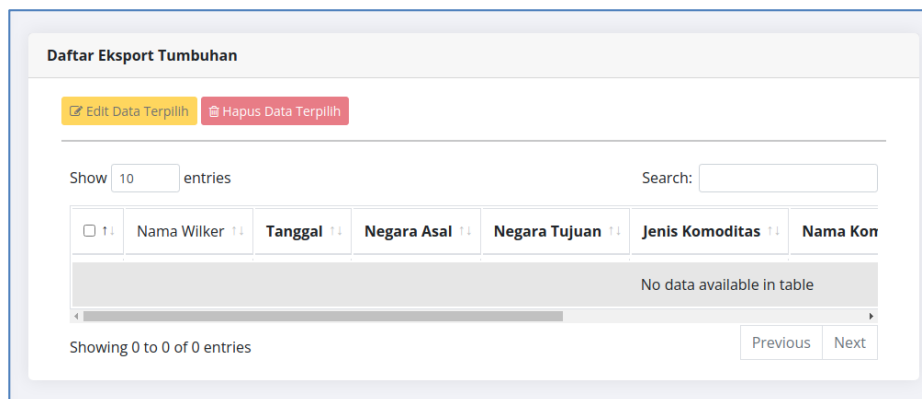 Daftar Eksport Tumbuhan
Edit Data Terpilih Hapus Data Terpilih
Show 10 entries Search:
Nama Wilker Tanggal Negara Asal Negara Tujuan Jenis Komoditas Nama Kom
No data available in table
Showing 0 to 0 of 0 entries Previous Next